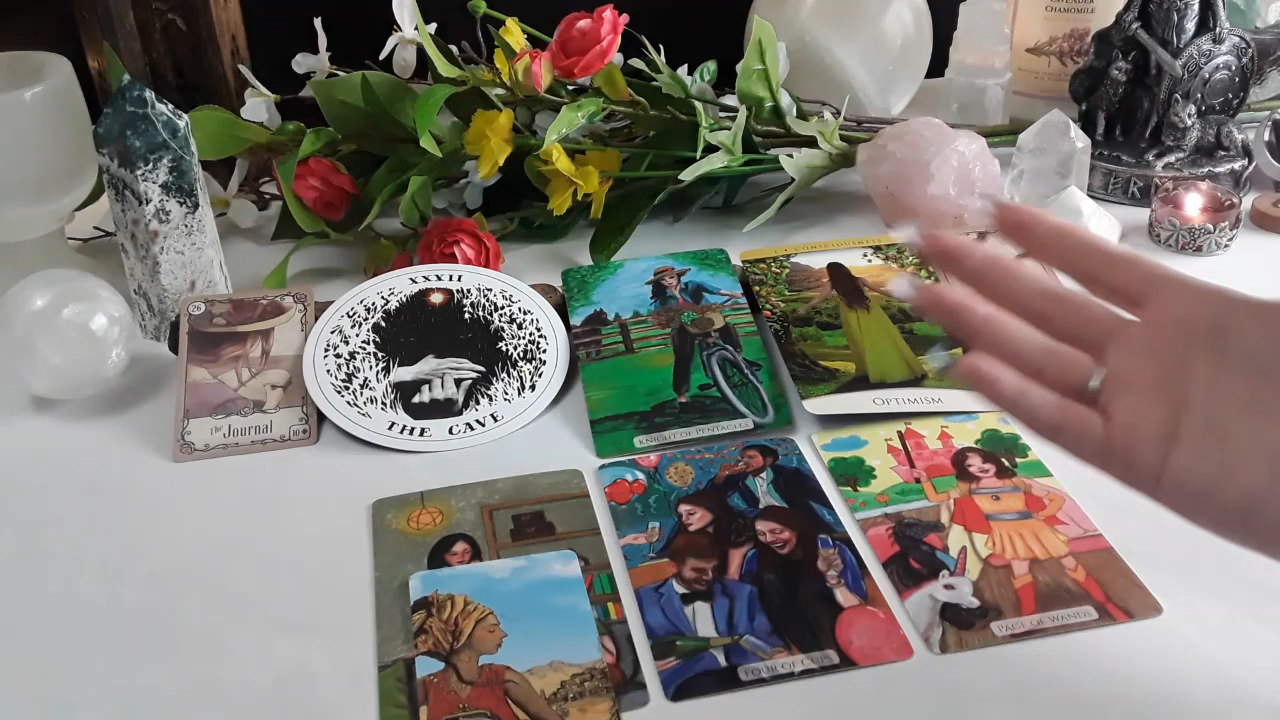 LAVENDER
CHAMOMILE
XXXII
THE CAVE
26
The Journal
10
KNIGHT OF PENTACLES
CONSCIOUSNESS
OPTIMISM
FOUR OF CUPS
PAGE OF WANDS